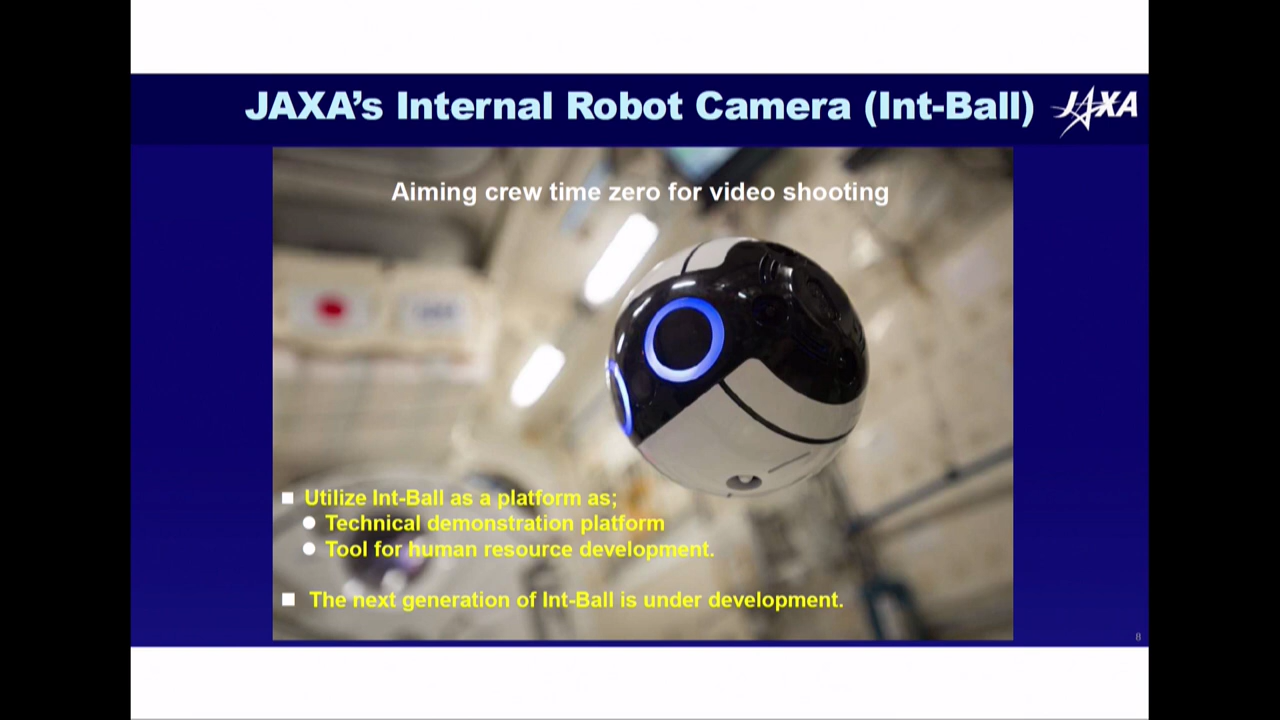 JAXA's Internal Robot Camera (Int-Ball)
JAXA
Aiming crew time zero for video shooting
■ Utilize Int-Ball as a platform as;
● Technical demonstration platform
● Tool for human resource development.
■ The next generation of Int-Ball is under development.
8